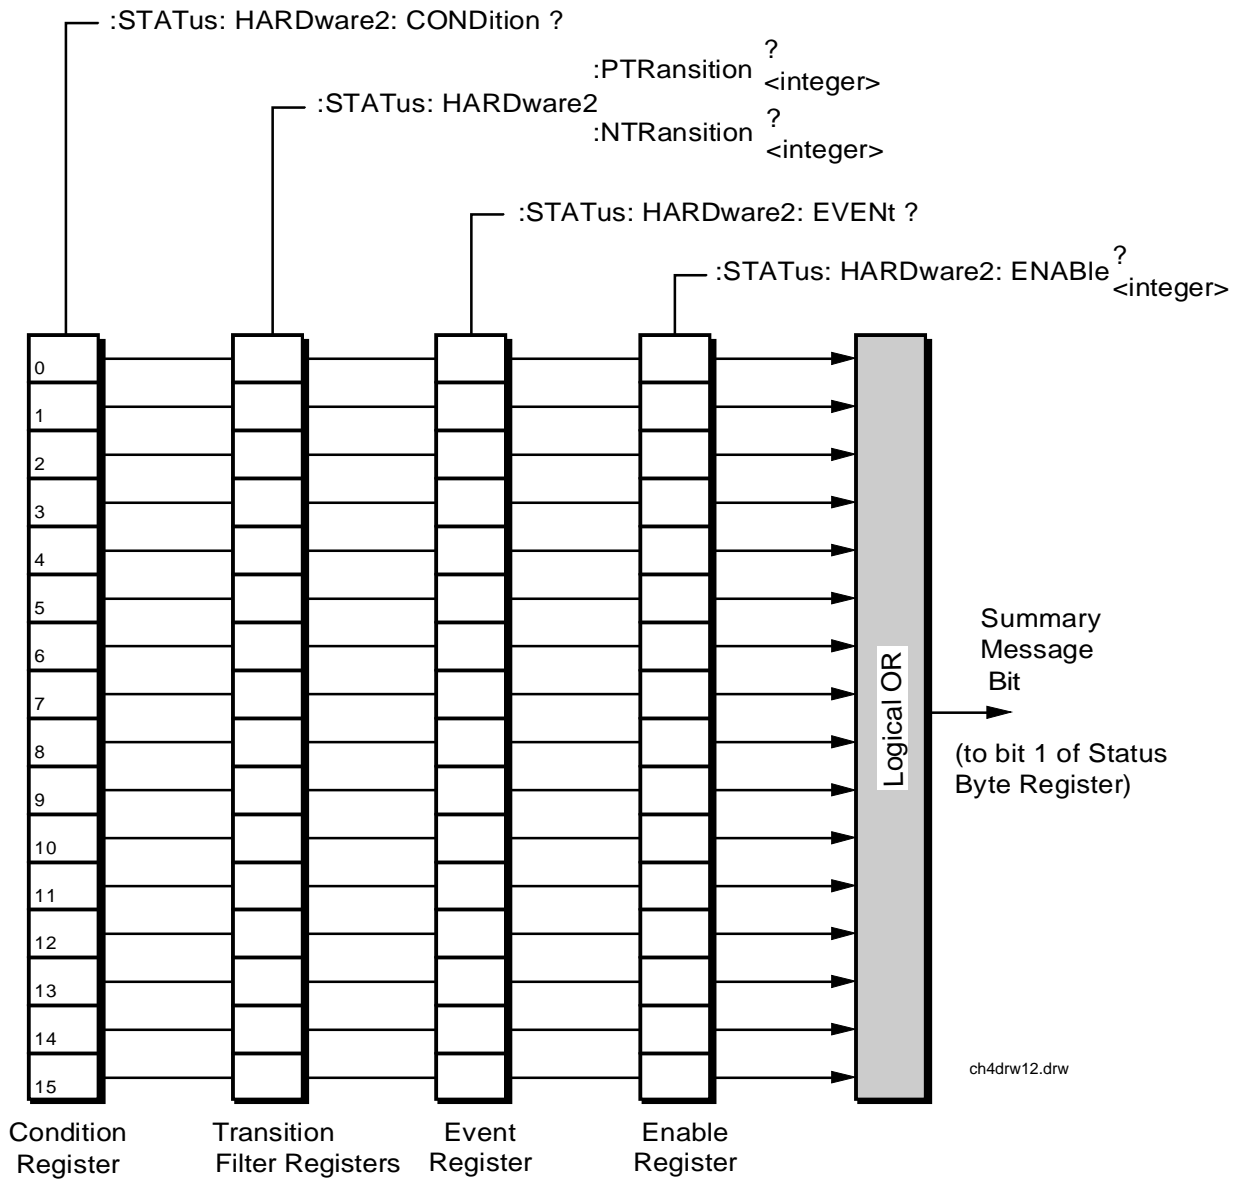 :STATus: HARDware2: CONDition ?
:PTRansition ?
<integer>
:STATus: HARDware2
:NTRansition ?
<integer>
:STATus: HARDware2: EVENt ?
:STATus: HARDware2: ENABle ?
<integer>
0
1
2
3
4
5
6
7
8
9
10
11
12
13
14
15
Logical OR
Summary
Message
Bit
(to bit 1 of Status
Byte Register)
ch4drw12.drw
Condition
Register
Transition
Filter Registers
Event
Register
Enable
Register